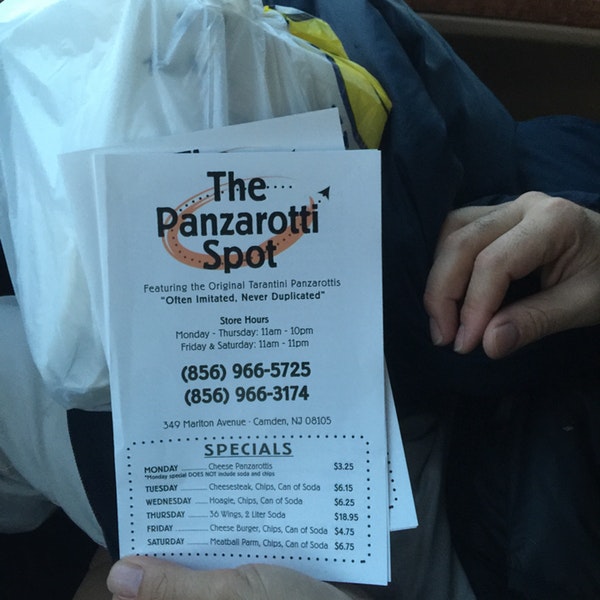 The
Panzarotti
Spot
Featuring the Original Tarantini Panzarottis
"Often Imitated, Never Duplicated"
Store Hours
Monday - Thursday: 11am - 10pm
Friday & Saturday: 11am - 11pm
(856) 966-5725
(856) 966-3174
349 Marlton Avenue · Camden, NJ 08105
SPECIALS
MONDAY .......... Cheese Panzarottis $3.25
*Monday special DOES NOT include soda and chips
TUESDAY .......... Cheesesteak, Chips, Can of Soda $6.15
WEDNESDAY ...... Hoagie, Chips, Can of Soda $6.25
THURSDAY ........ 36 Wings, 2 Liter Soda $18.95
FRIDAY ............. Cheese Burger, Chips, Can of Soda $4.75
SATURDAY ......... Meatball Parm, Chips, Can of Soda $6.75